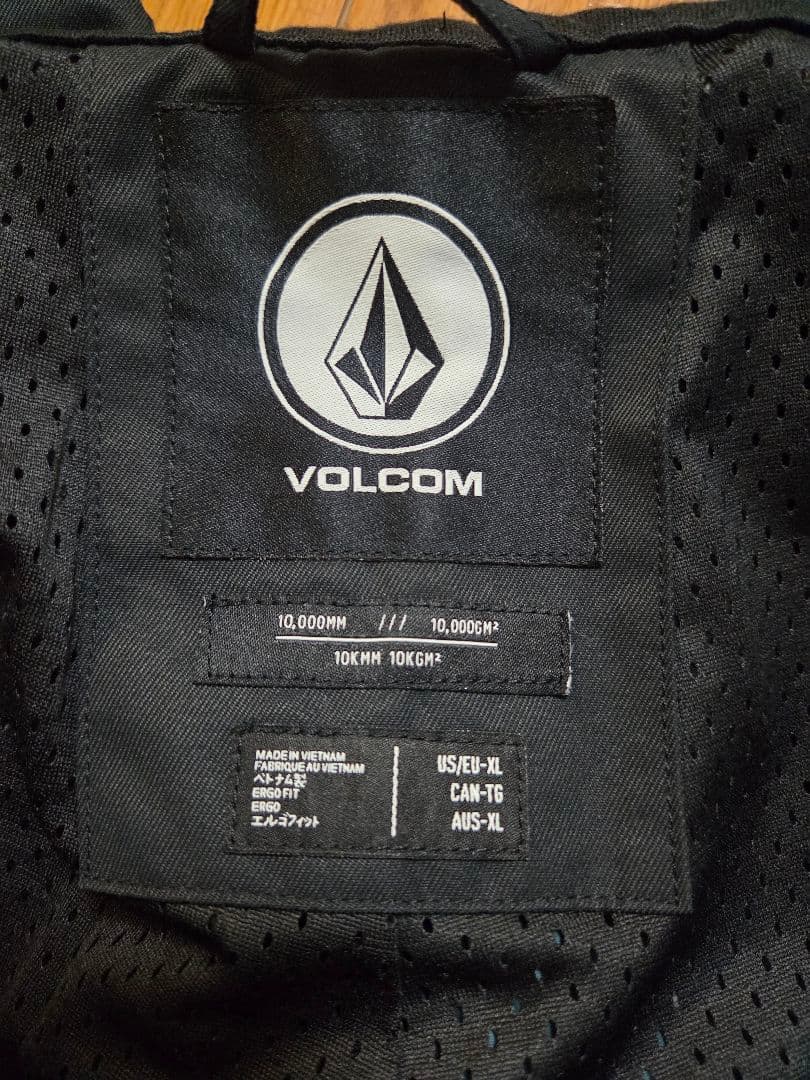 VOLCOM
10,000MM /// 10,000GM²
10KMM 10KGM²
MADE IN VIETNAM
FABRIQUE AU VIETNAM
ベトナム製
ERGO FIT
ERGO
エルゴフィット
US/EU-XL
CAN-TG
AUS-XL